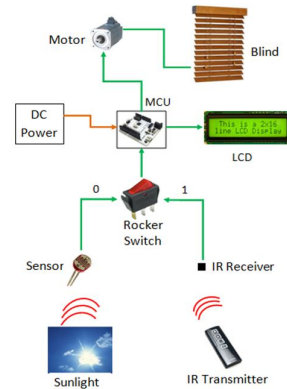 Motor
Blind
MCU
DC
Power
This is a 2x16
line LCD Display
LCD
0
1
Rocker
Switch
Sensor
IR Receiver
Sunlight
IR Transmitter